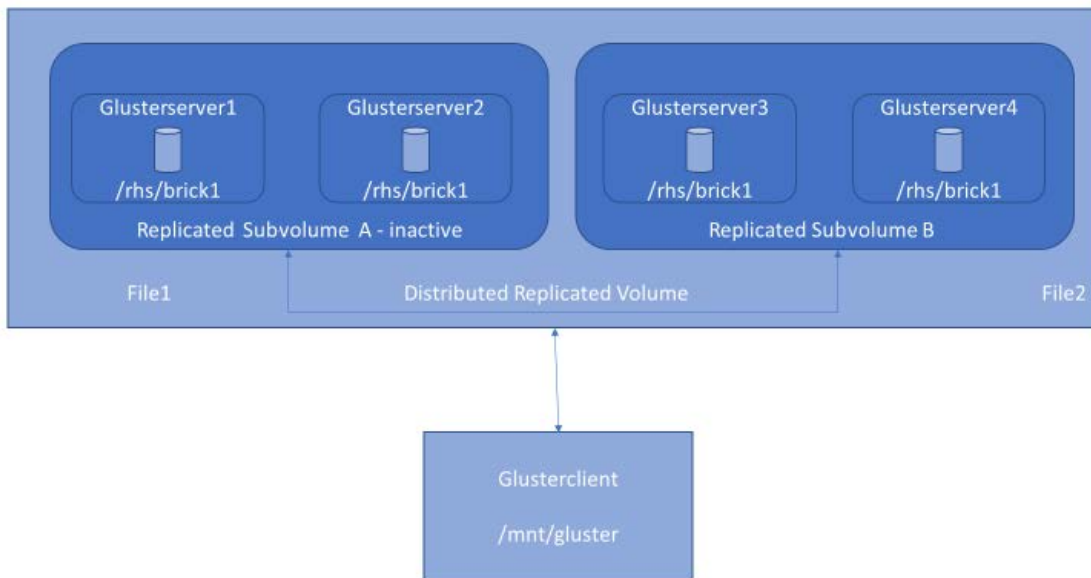 Glusterserver1
/rhs/brick1
Glusterserver2
/rhs/brick1
Replicated Subvolume A - inactive
Glusterserver3
/rhs/brick1
Glusterserver4
/rhs/brick1
Replicated Subvolume B
File1
Distributed Replicated Volume
File2
Glusterclient
/mnt/gluster